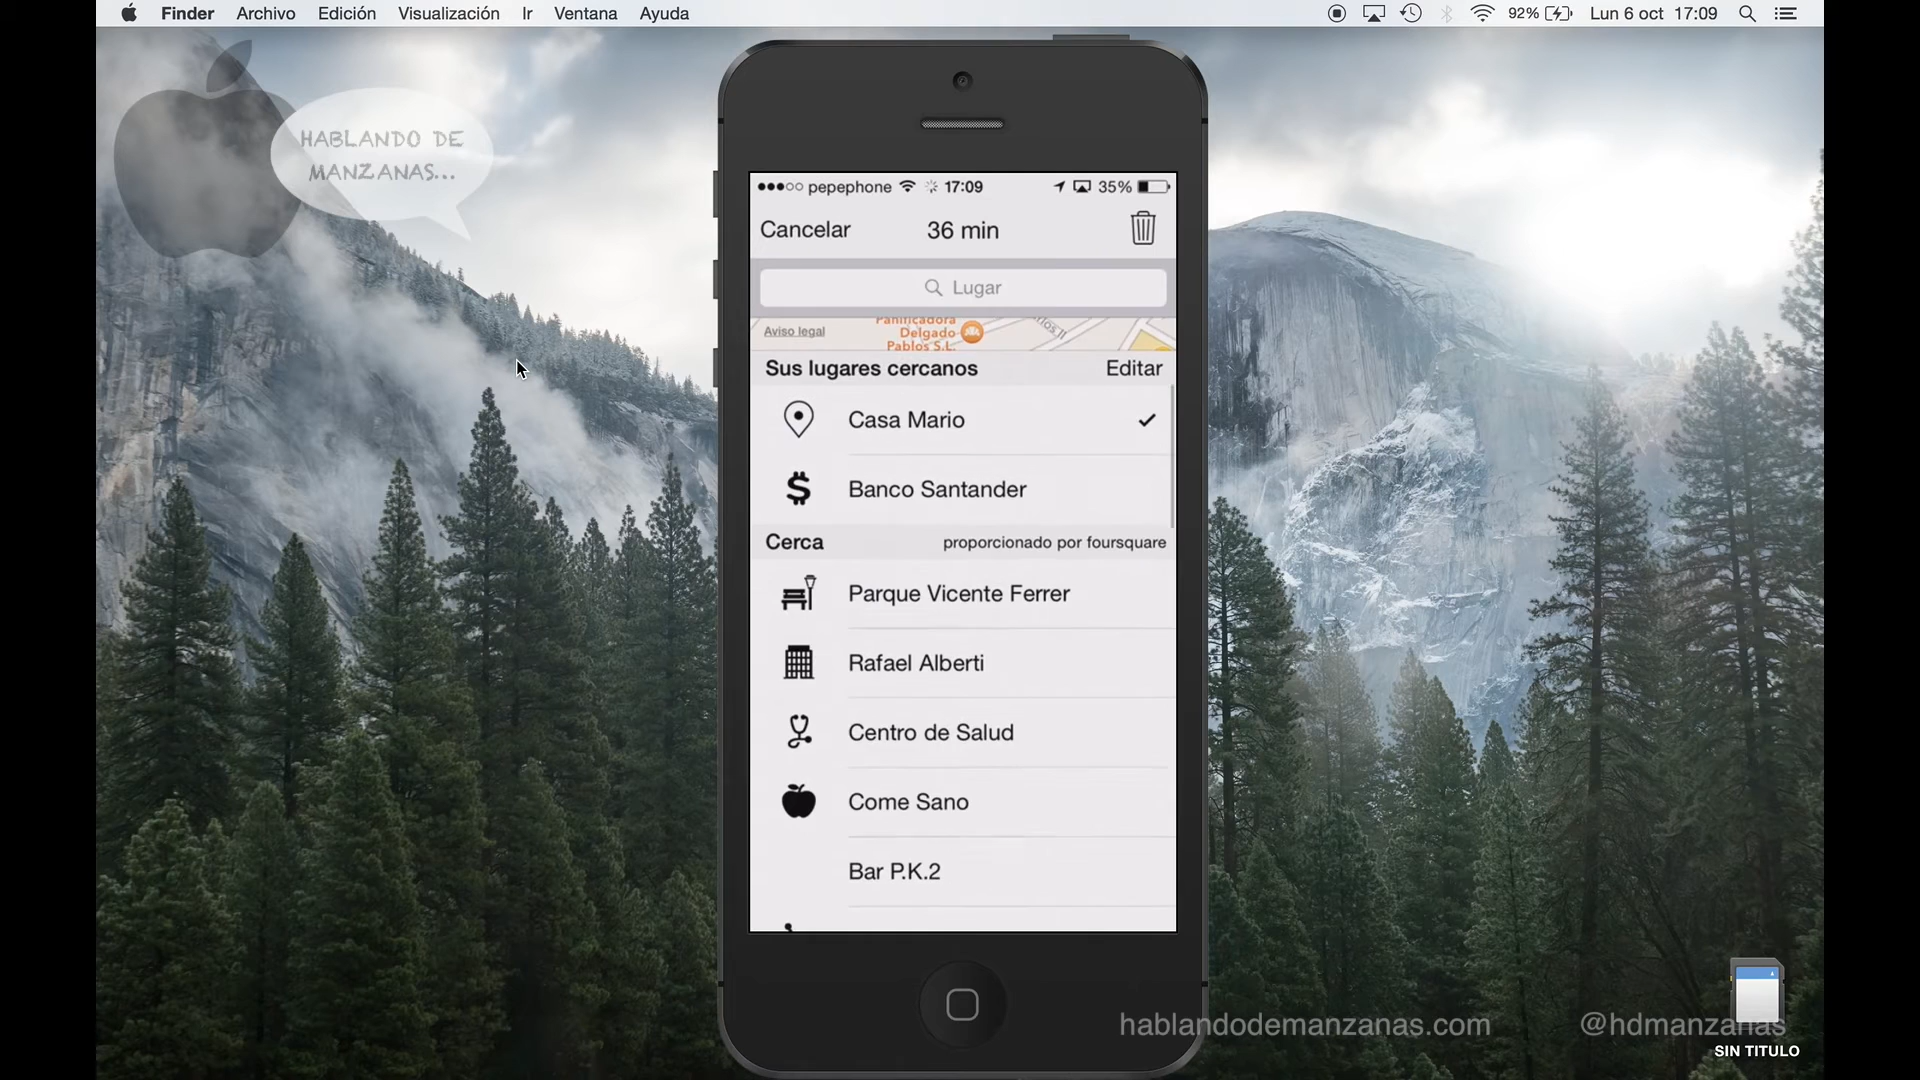 Finder Archivo Edición Visualización Ir Ventana Ayuda 92% Lun 6 oct 17:09
HABLANDO DE
MANZANAS...
pepephone 17:09 35%
Cancelar 36 min
Lugar
Aviso legal
Panificadora
Delgado
Pablos S.L.
Sus lugares cercanos Editar
Casa Mario
Banco Santander
Cerca proporcionado por foursquare
Parque Vicente Ferrer
Rafael Alberti
Centro de Salud
Come Sano
Bar P.K.2
hablandodemanzanas.com @hdmanzanas
SIN TITULO